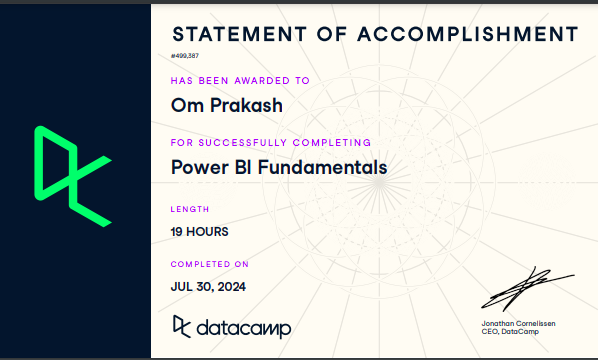 STATEMENT OF ACCOMPLISHMENT
#499,387
HAS BEEN AWARDED TO
Om Prakash
FOR SUCCESSFULLY COMPLETING
Power BI Fundamentals
LENGTH
19 HOURS
COMPLETED ON
JUL 30, 2024
datacamp
Jonathan Cornelissen
CEO, DataCamp